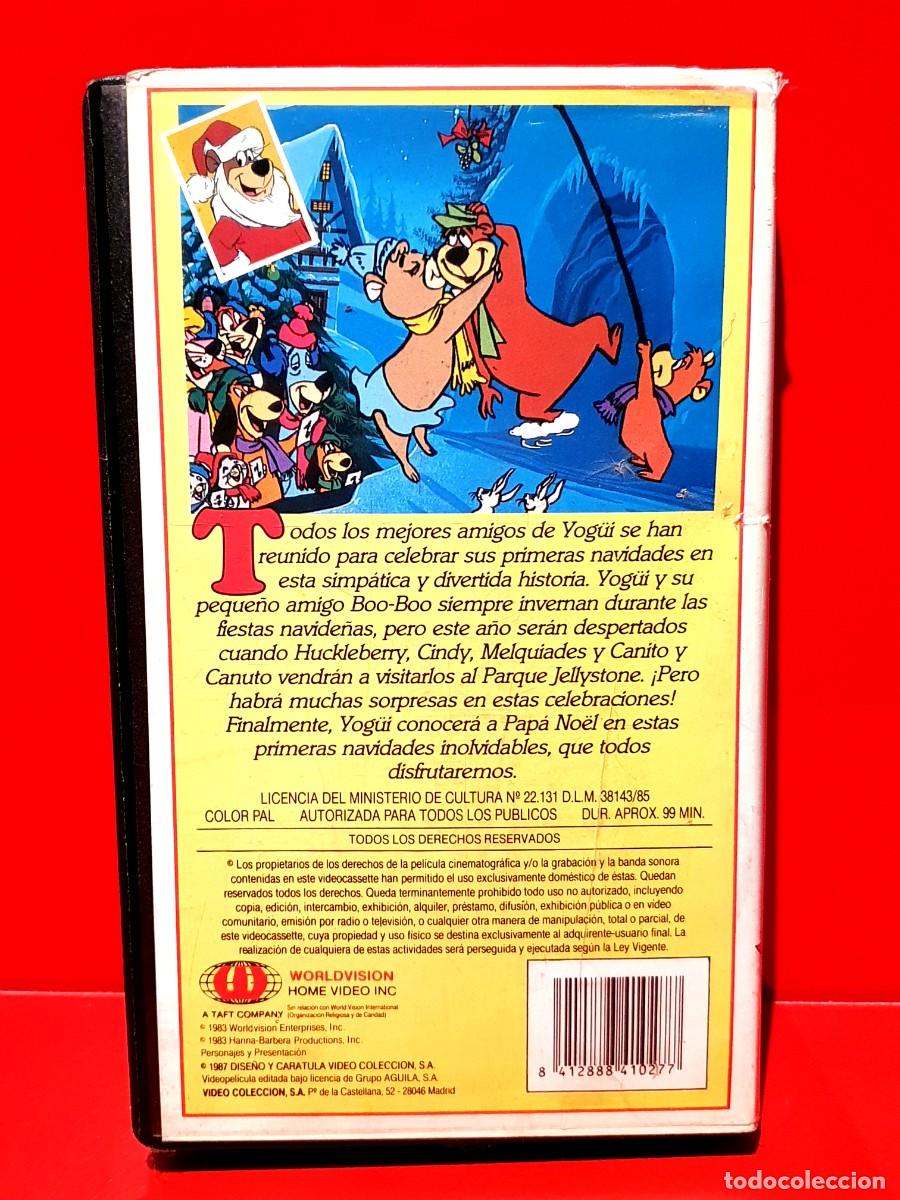 Todos los mejores amigos de Yogüi se han
reunido para celebrar sus primeras navidades en
esta simpática y divertida historia. Yogüi y su
pequeño amigo Boo-Boo siempre invernan durante las
fiestas navideñas, pero este año serán despertados
cuando Huckleberry, Cindy, Melquiades y Canito y
Canuto vendrán a visitarlos al Parque Jellystone. ¡Pero
habrá muchas sorpresas en estas celebraciones!
Finalmente, Yogüi conocerá a Papá Noël en estas
primeras navidades inolvidables, que todos
disfrutaremos.
LICENCIA DEL MINISTERIO DE CULTURA Nº 22.131 D.L.M. 38143/85
COLOR PAL AUTORIZADA PARA TODOS LOS PUBLICOS DUR. APROX. 99 MIN.
TODOS LOS DERECHOS RESERVADOS
© Los propietarios de los derechos de la película cinematográfica y/o la grabación y la banda sonora
contenidas en este videocassette han permitido el uso exclusivamente doméstico de éstas. Quedan
reservados todos los derechos. Queda terminantemente prohibido todo uso no autorizado, incluyendo
copia, edición, intercambio, exhibición, alquiler, préstamo, difusión, exhibición pública o en video
comunitario, emisión por radio o televisión, o cualquier otra manera de manipulación, total o parcial, de
este videocassette, cuya propiedad y uso físico se destina exclusivamente al adquirente-usuario final. La
realización de cualquiera de estas actividades será perseguida y ejecutada según la Ley Vigente.
WORLDVISION
HOME VIDEO INC
A TAFT COMPANY
Sin relación con World Vision International
(Organización Religiosa y de Caridad)
© 1983 Worldvision Enterprises, Inc.
© 1983 Hanna-Barbera Productions, Inc.
Personajes y Presentación
© 1987 DISEÑO Y CARATULA VIDEO COLECCION, S.A.
Videopelícula editada bajo licencia de Grupo AGUILA, S.A.
VIDEO COLECCION, S.A. Pº de la Castellana, 52 - 28046 Madrid
8 412888 410277
todocoleccion